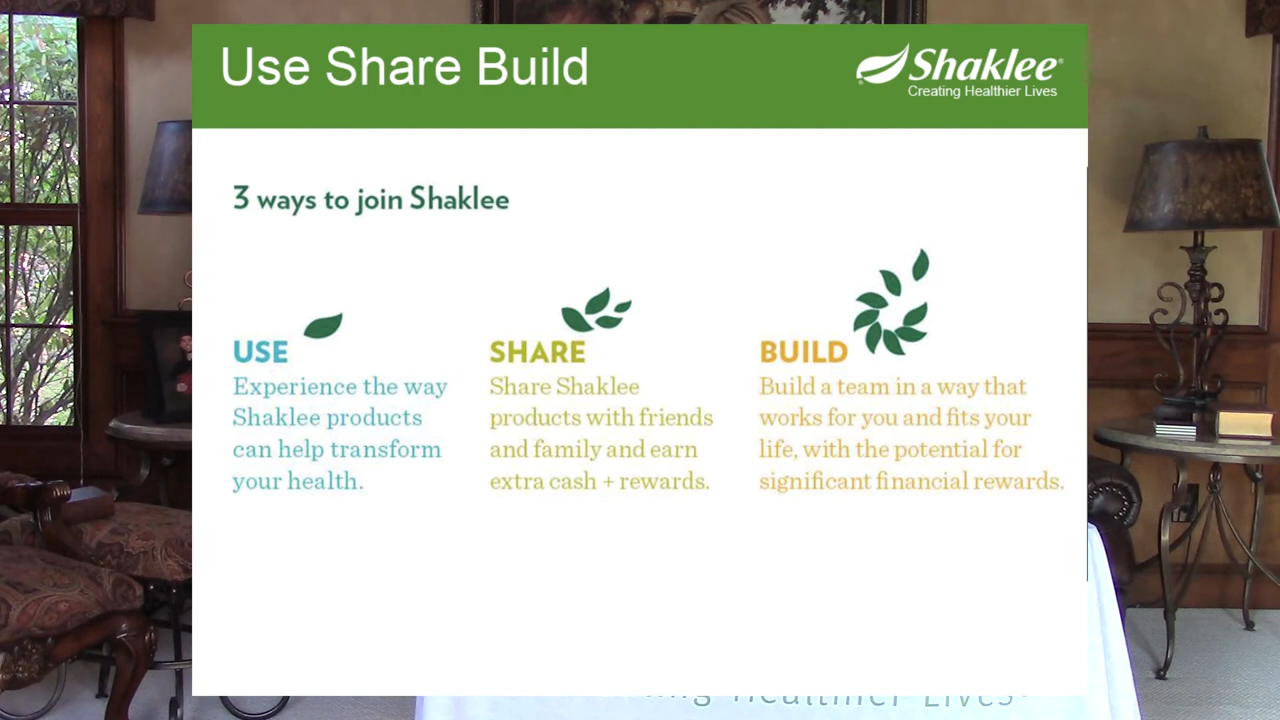 Use Share Build
Shaklee®
Creating Healthier Lives
3 ways to join Shaklee
USE
Experience the way
Shaklee products
can help transform
your health.
SHARE
Share Shaklee
products with friends
and family and earn
extra cash + rewards.
BUILD
Build a team in a way that
works for you and fits your
life, with the potential for
significant financial rewards.
Healthier Lives